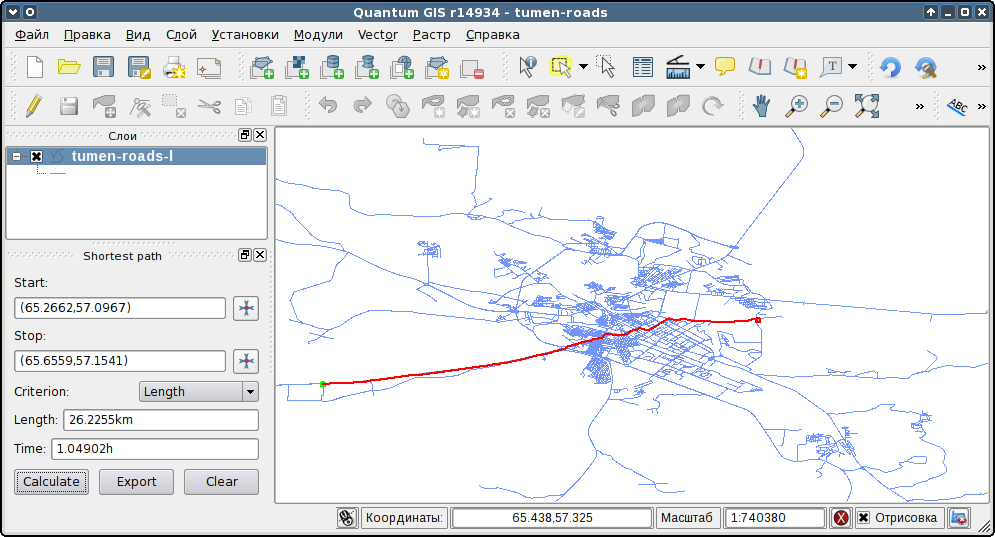 Quantum GIS r14934 - tumen-roads
Файл Правка Вид Слой Установки Модули Vector Растр Справка
T
ABC
Слои
tumen-roads-l
Shortest path
Start:
(65.2662,57.0967)
Stop:
(65.6559,57.1541)
Criterion: Length
Length: 26.2255km
Time: 1.04902h
Calculate Export Clear
Координаты: 65.438,57.325 Масштаб 1:740380 Отрисовка